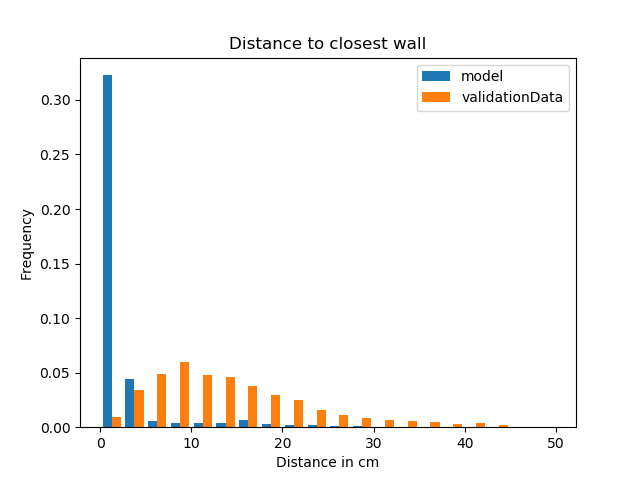 Distance to closest wall
model
validationData
Frequency
0.30
0.25
0.20
0.15
0.10
0.05
0.00
0 10 20 30 40 50
Distance in cm